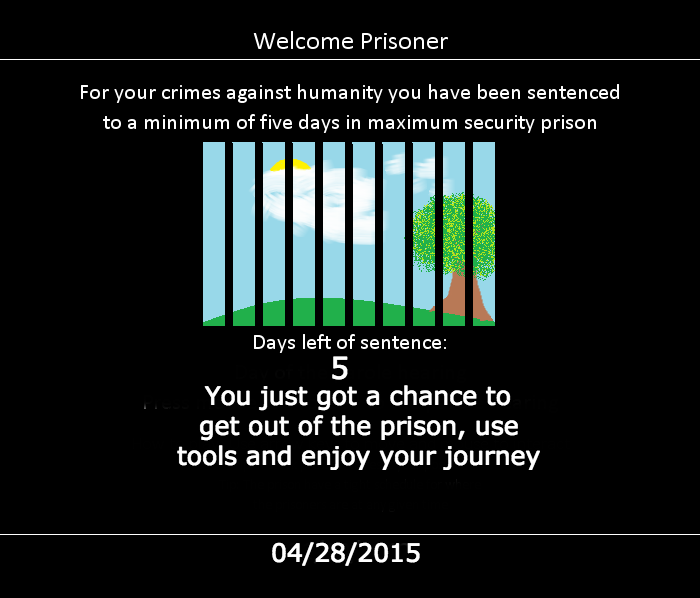 Welcome Prisoner
For your crimes against humanity you have been sentenced
to a minimum of five days in maximum security prison
Days left of sentence:
5
You just got a chance to
get out of the prison, use
tools and enjoy your journey
04/28/2015